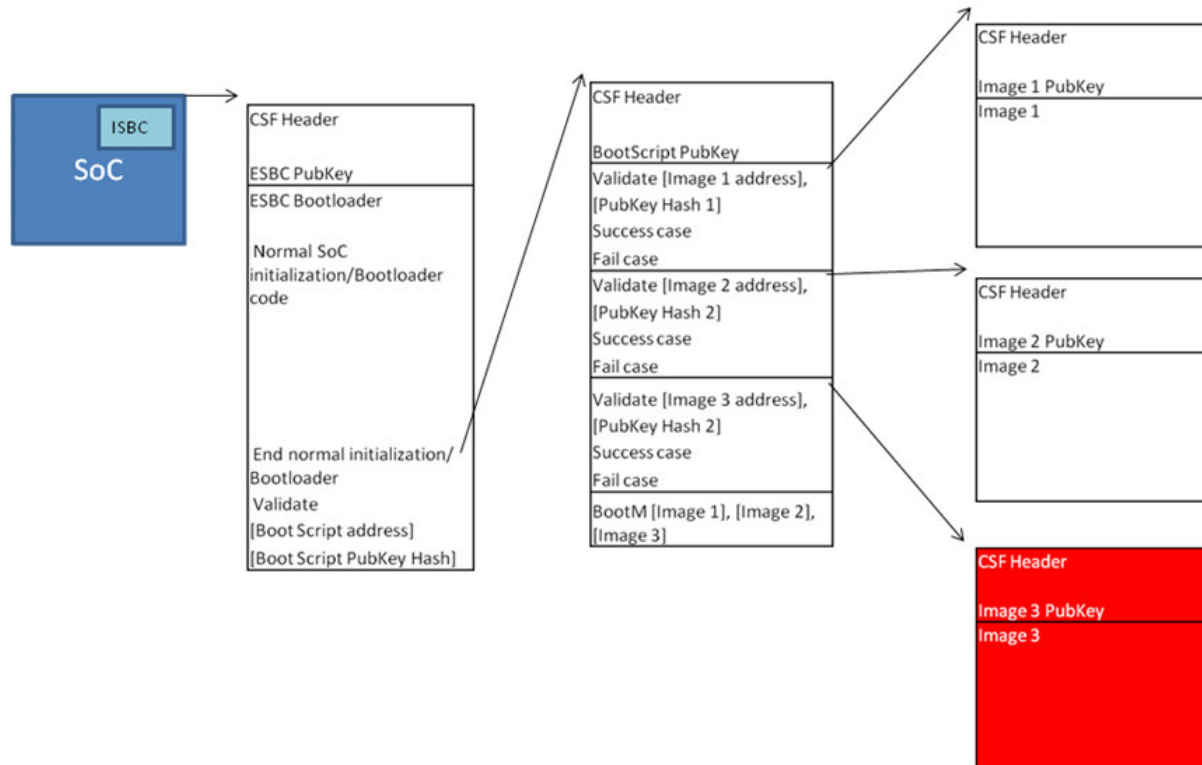 ISBC
SoC
CSF Header
ESBC PubKey
ESBC Bootloader
Normal SoC
initialization/Bootloader
code
End normal initialization/
Bootloader
Validate
[Boot Script address]
[Boot Script PubKey Hash]
CSF Header
BootScript PubKey
Validate [Image 1 address],
[PubKey Hash 1]
Success case
Fail case
Validate [Image 2 address],
[PubKey Hash 2]
Success case
Fail case
Validate [Image 3 address],
[PubKey Hash 2]
Success case
Fail case
BootM [Image 1], [Image 2],
[Image 3]
CSF Header
Image 1 PubKey
Image 1
CSF Header
Image 2 PubKey
Image 2
CSF Header
Image 3 PubKey
Image 3